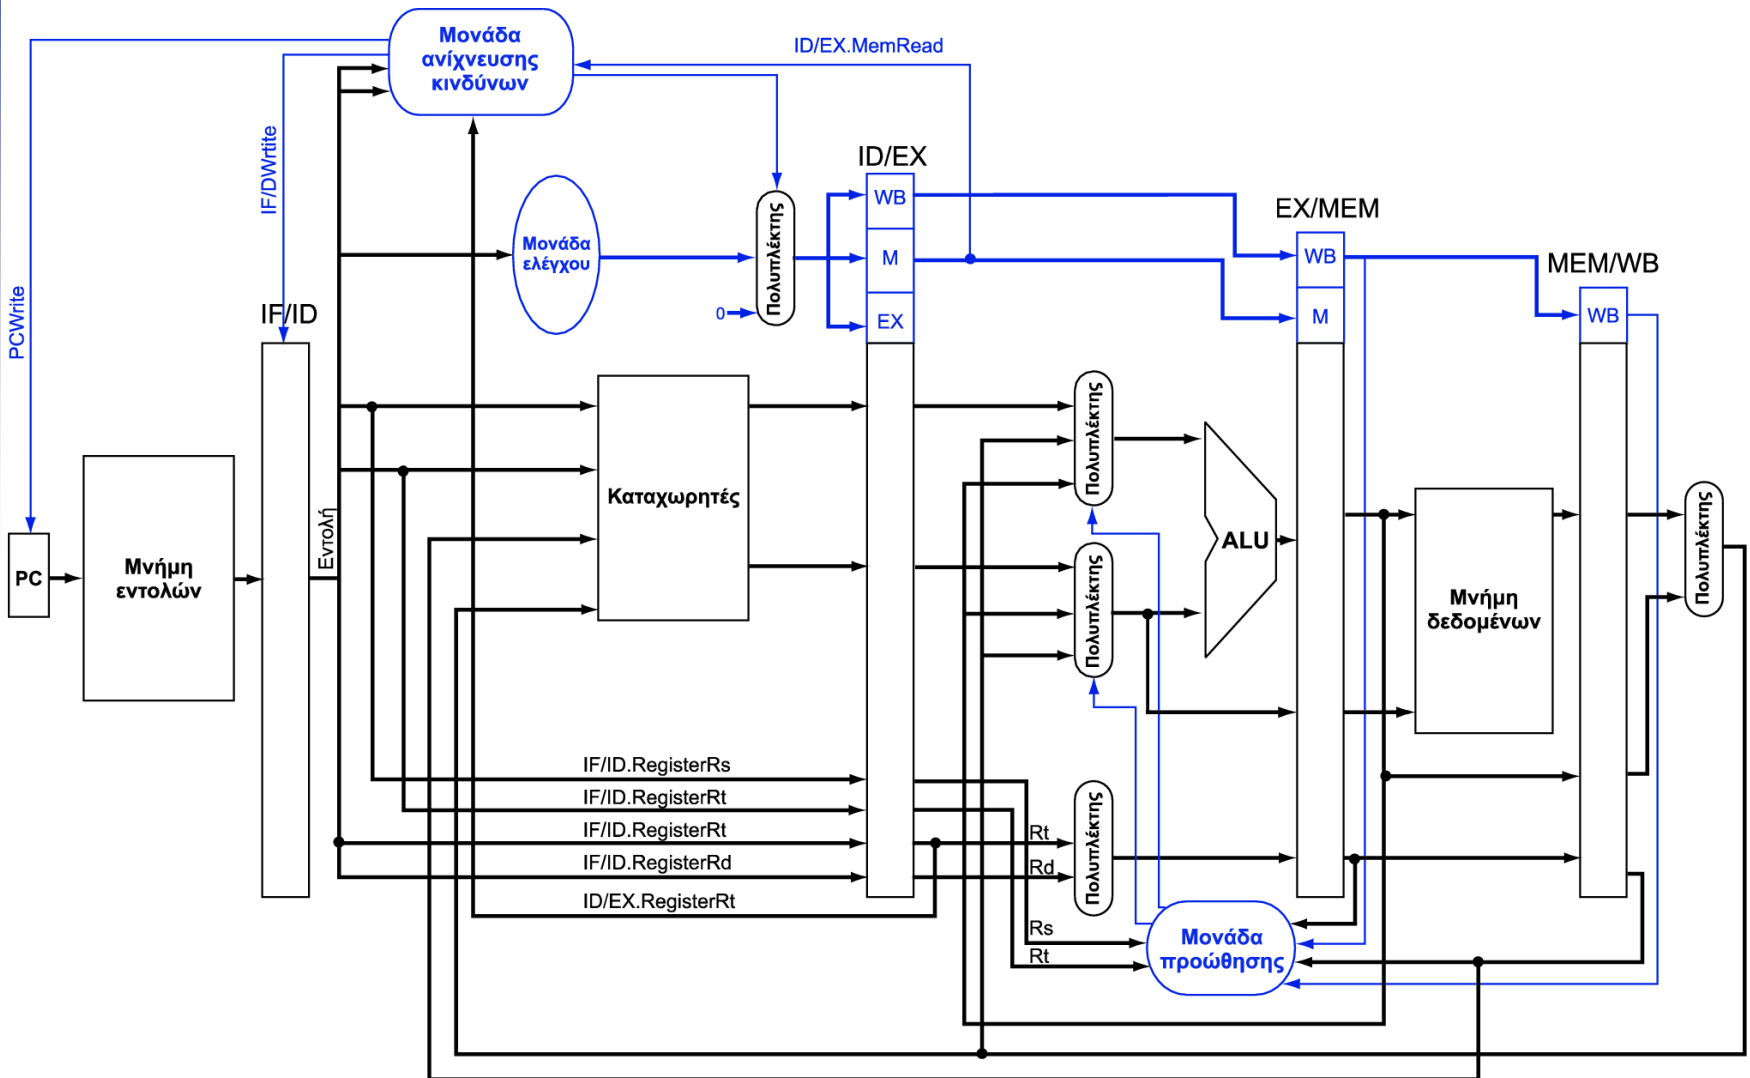 Μονάδα
ανίχνευσης
κινδύνων
ID/EX.MemRead
IF/DWrtite
PCWrite
ID/EX
WB
M
EX
Μονάδα
ελέγχου
Πολυπλέκτης
0
EX/MEM
WB
M
MEM/WB
WB
IF/ID
Εντολή
PC
Μνήμη
εντολών
Καταχωρητές
Πολυπλέκτης
Πολυπλέκτης
ALU
Μνήμη
δεδομένων
Πολυπλέκτης
IF/ID.RegisterRs
IF/ID.RegisterRt
IF/ID.RegisterRt
IF/ID.RegisterRd
ID/EX.RegisterRt
Rt
Rd
Πολυπλέκτης
Rs
Rt
Μονάδα
προώθησης